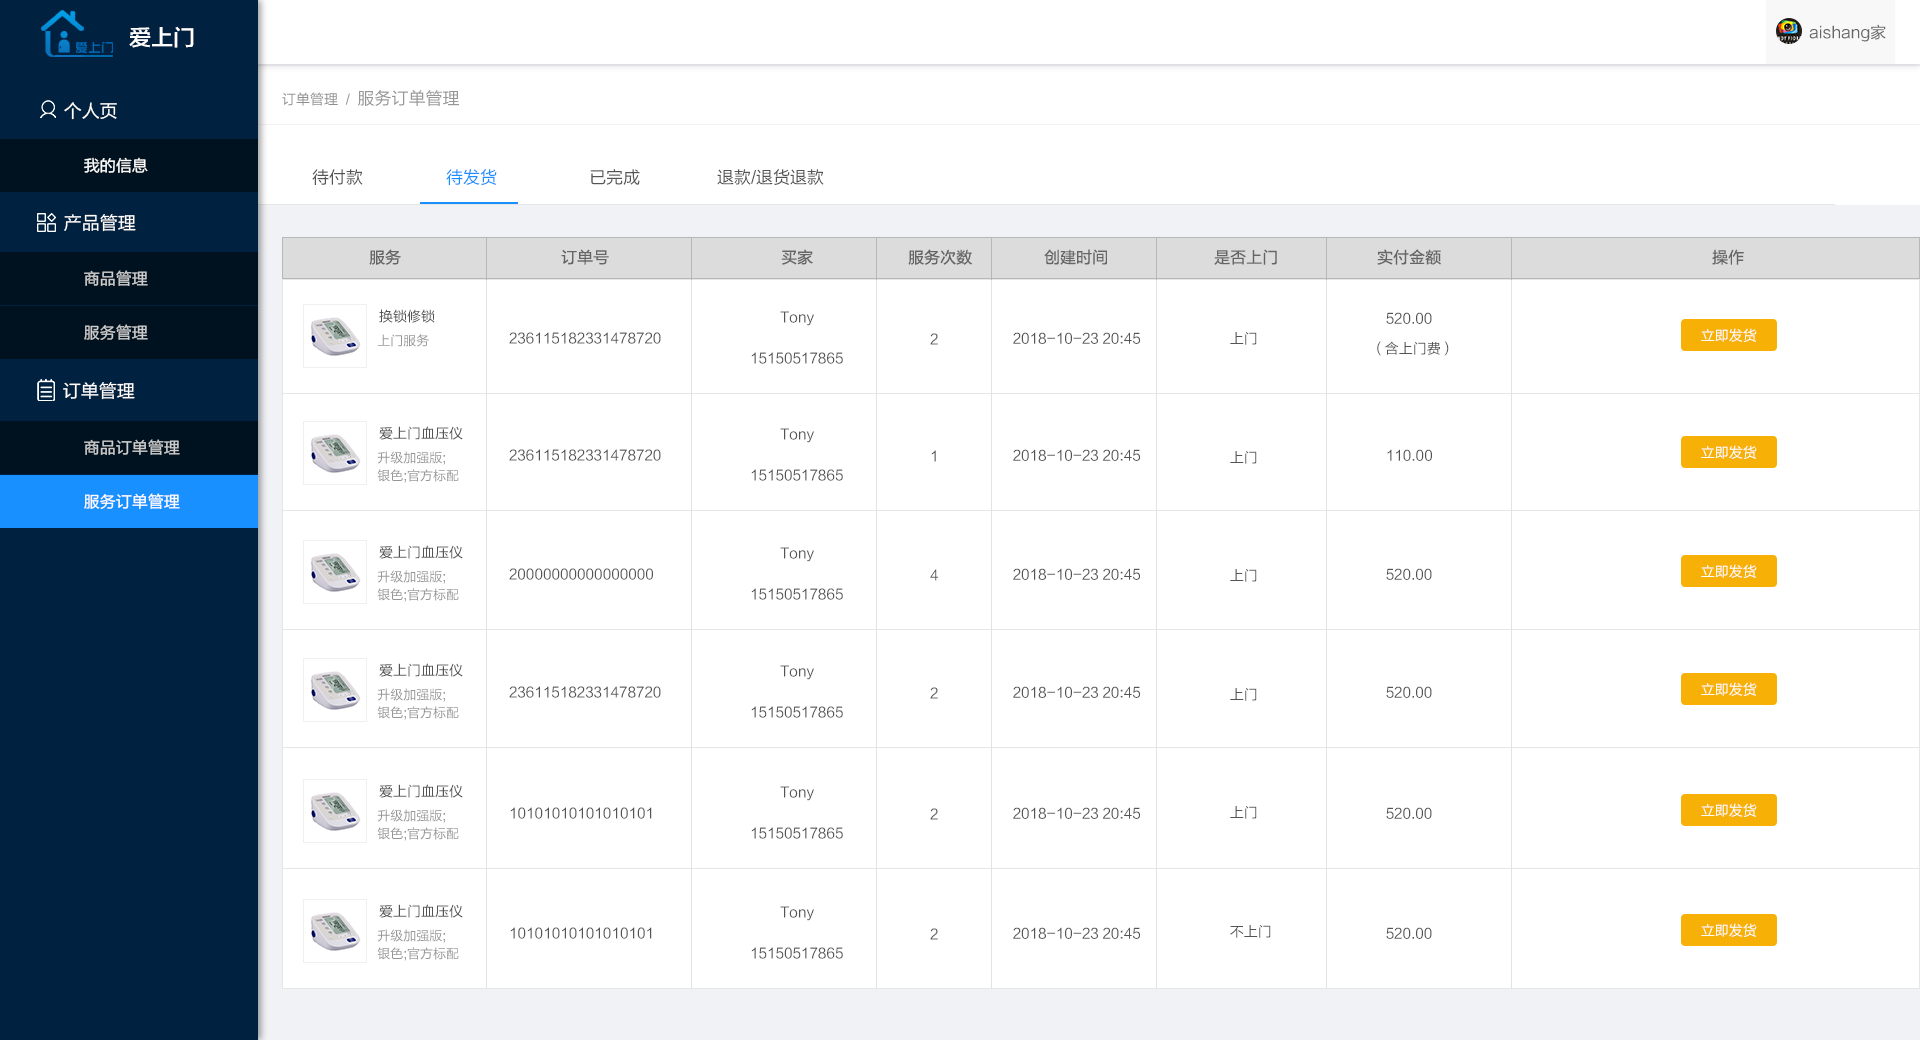 爱上门
爱上门
aishang家
订单管理 / 服务订单管理
个人页
我的信息
产品管理
商品管理
服务管理
订单管理
商品订单管理
服务订单管理
待付款 待发货 已完成 退款/退货退款
服务 订单号 买家 服务次数 创建时间 是否上门 实付金额 操作
换锁修锁
上门服务
236115182331478720
Tony
15150517865
2
2018-10-23 20:45
上门
520.00
（含上门费）
立即发货
爱上门血压仪
升级加强版;
银色;官方标配
236115182331478720
Tony
15150517865
1
2018-10-23 20:45
上门
110.00
立即发货
爱上门血压仪
升级加强版;
银色;官方标配
20000000000000000
Tony
15150517865
4
2018-10-23 20:45
上门
520.00
立即发货
爱上门血压仪
升级加强版;
银色;官方标配
236115182331478720
Tony
15150517865
2
2018-10-23 20:45
上门
520.00
立即发货
爱上门血压仪
升级加强版;
银色;官方标配
10101010101010101
Tony
15150517865
2
2018-10-23 20:45
上门
520.00
立即发货
爱上门血压仪
升级加强版;
银色;官方标配
10101010101010101
Tony
15150517865
2
2018-10-23 20:45
不上门
520.00
立即发货